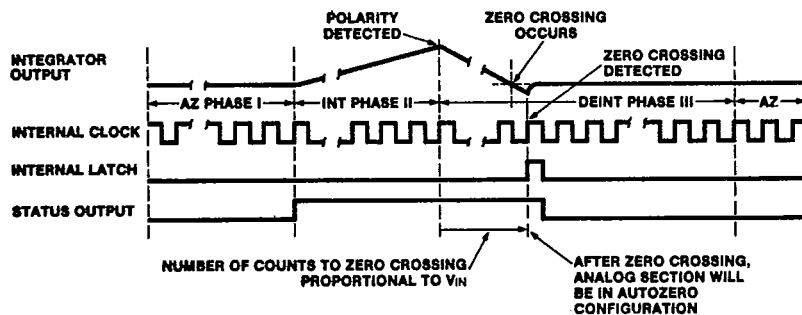 POLARITY
DETECTED
ZERO CROSSING
OCCURS
ZERO CROSSING
DETECTED
INTEGRATOR
OUTPUT
AZ PHASE I
INT PHASE II
DEINT PHASE III
AZ
INTERNAL CLOCK
INTERNAL LATCH
STATUS OUTPUT
NUMBER OF COUNTS TO ZERO CROSSING
PROPORTIONAL TO VIN
AFTER ZERO CROSSING,
ANALOG SECTION WILL
BE IN AUTOZERO
CONFIGURATION